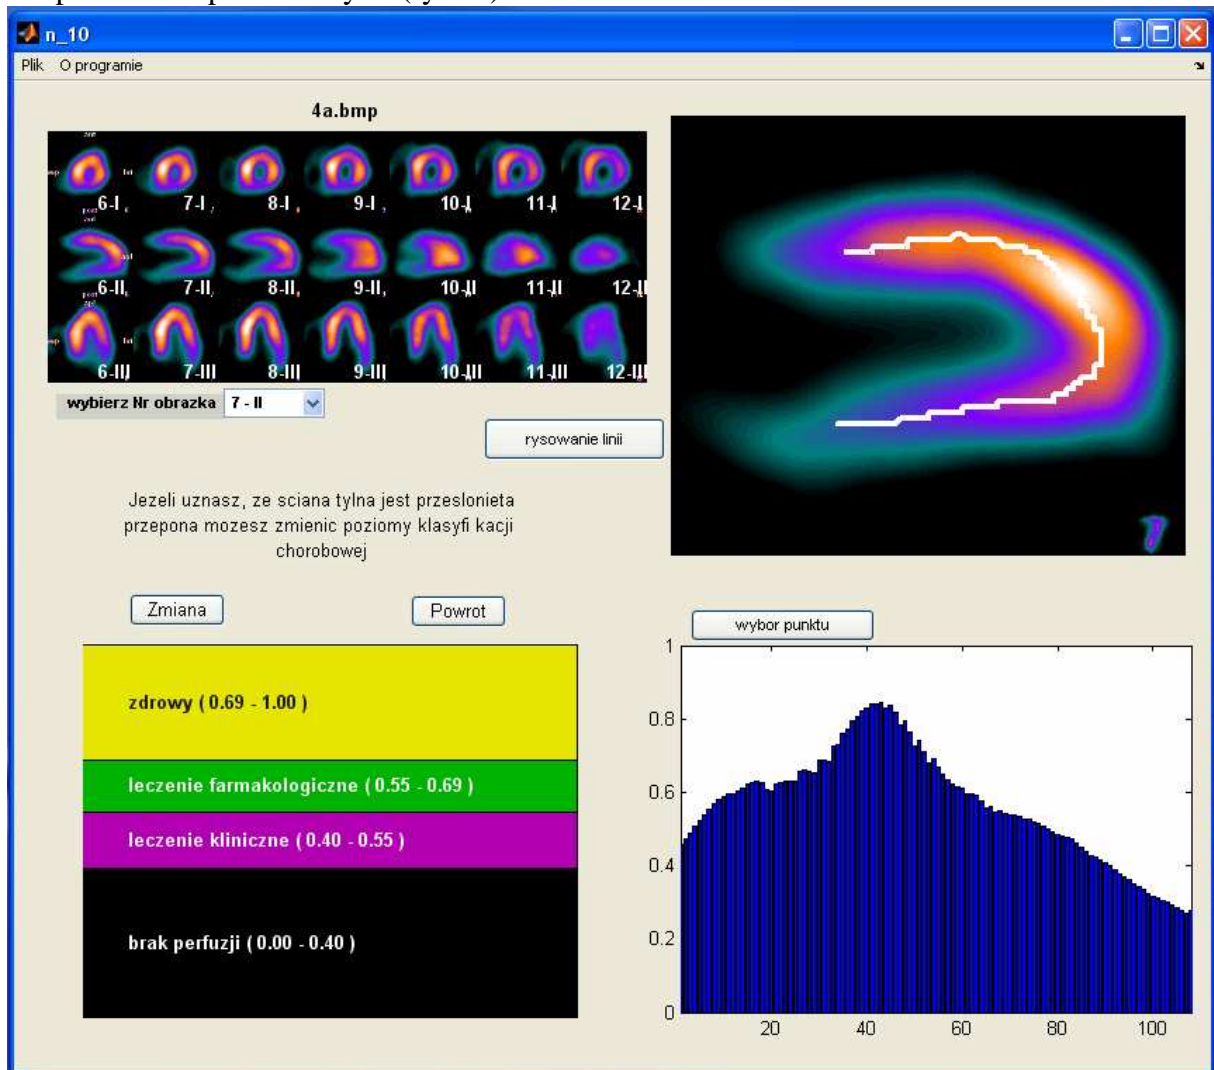 n_10
Plik O programie
4a.bmp
6-I 7-I 8-I 9-I 10-I 11-I 12-I
6-II 7-II 8-II 9-II 10-II 11-II 12-II
6-III 7-III 8-III 9-III 10-III 11-III 12-III
wybierz Nr obrazka 7 - II
rysowanie linii
Jezeli uznasz, ze sciana tylna jest przeslonieta
przepona mozesz zmienic poziomy klasyfi kacji
chorobowej
Zmiana Powrot
zdrowy ( 0.69 - 1.00 )
leczenie farmakologiczne ( 0.55 - 0.69 )
leczenie kliniczne ( 0.40 - 0.55 )
brak perfuzji ( 0.00 - 0.40 )
wybor punktu
1
0.8
0.6
0.4
0.2
0
20 40 60 80 100